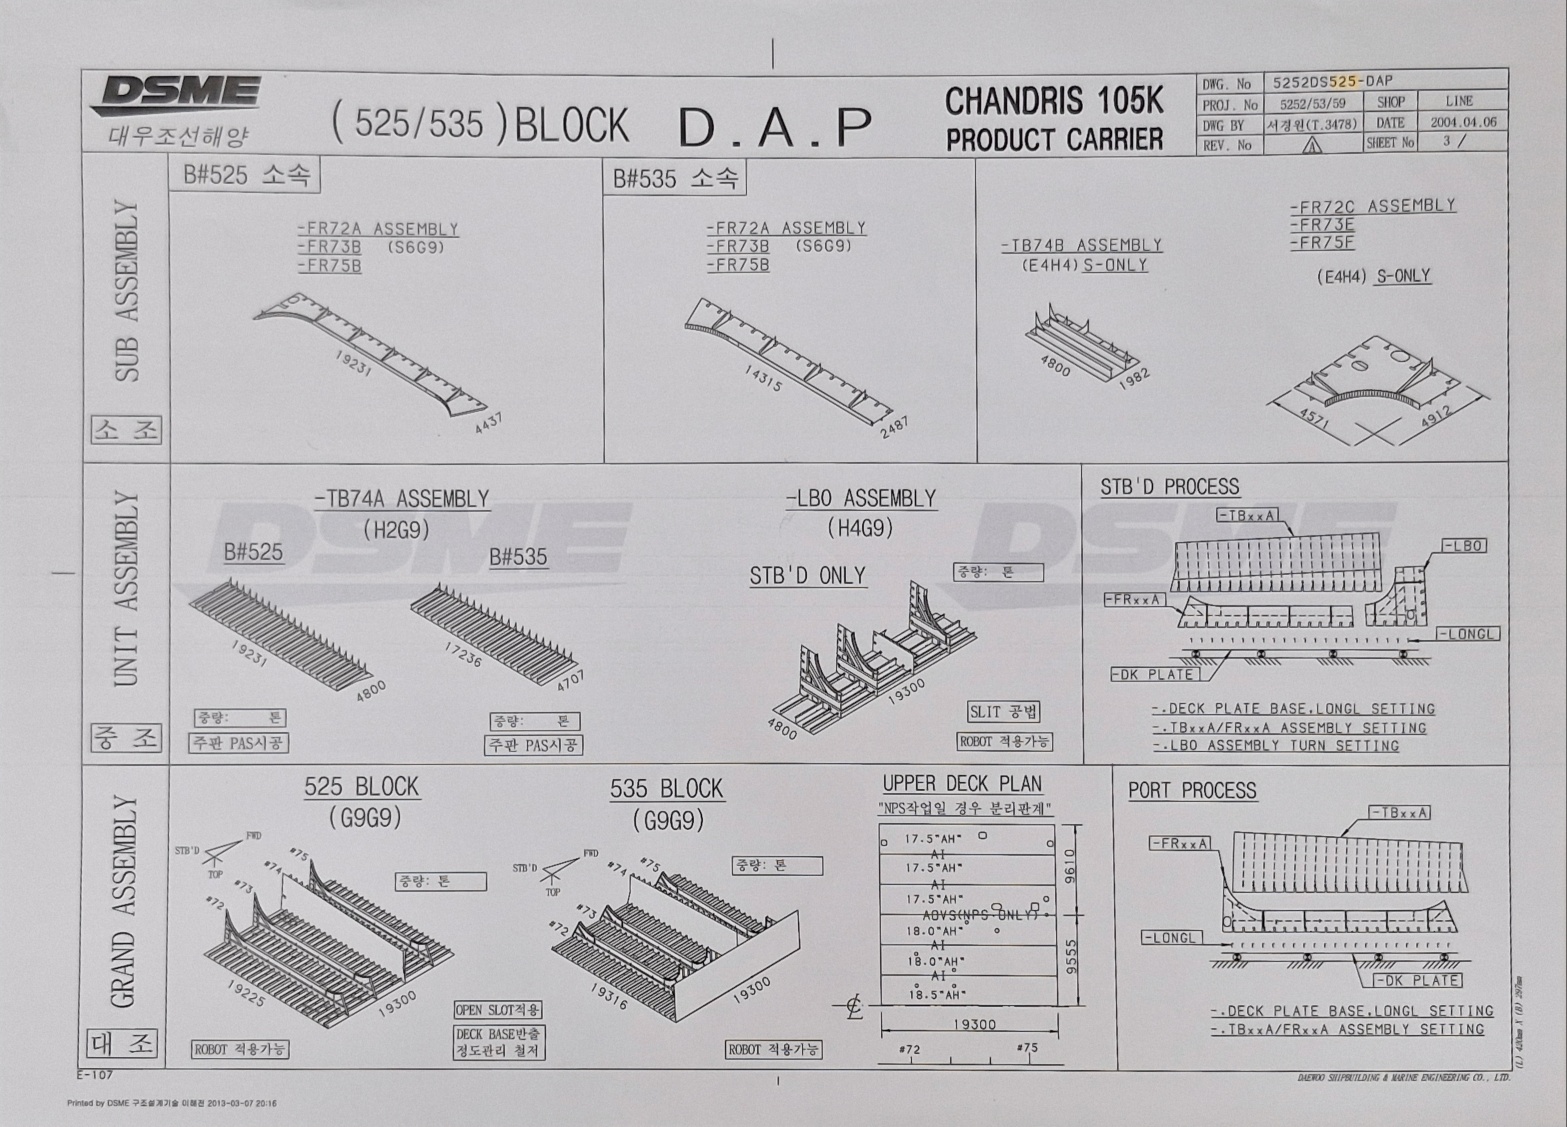 DSME
대우조선해양
(525/535)BLOCK D.A.P
CHANDRIS 105K
PRODUCT CARRIER
DWG. No 5252DS525-DAP
PROJ. No 5252/53/59 SHOP LINE
DWG BY 서경원(T.3478) DATE 2004.04.06
REV. No SHEET No 3 /
SUB ASSEMBLY
소 조
B#525 소속
-FR72A ASSEMBLY
-FR73B (S6G9)
-FR75B
19231
4437
B#535 소속
-FR72A ASSEMBLY
-FR73B (S6G9)
-FR75B
14315
2487
-TB74B ASSEMBLY
(E4H4) S-ONLY
4800
1982
-FR72C ASSEMBLY
-FR73E
-FR75F
(E4H4) S-ONLY
4571
4912
UNIT ASSEMBLY
중 조
-TB74A ASSEMBLY
(H2G9)
B#525
19231
4800
중량: 톤
주판 PAS시공
B#535
17236
4707
중량: 톤
주판 PAS시공
-LBO ASSEMBLY
(H4G9)
STB'D ONLY
중량: 톤
19300
4800
SLIT 공법
ROBOT 적용가능
STB'D PROCESS
-TBxxA
-LBO
-FRxxA
-LONGL
-DK PLATE
-.DECK PLATE BASE.LONGL SETTING
-.TBxxA/FRxxA ASSEMBLY SETTING
-.LBO ASSEMBLY TURN SETTING
DSME
DSME
GRAND ASSEMBLY
대 조
525 BLOCK
(G9G9)
STB'D
FWD
TOP
#75
#74
#73
#72
중량: 톤
19225
19300
ROBOT 적용가능
OPEN SLOT적용
DECK BASE반출
정도관리 철저
535 BLOCK
(G9G9)
STB'D
FWD
TOP
#75
#74
#73
#72
중량: 톤
19316
19300
ROBOT 적용가능
UPPER DECK PLAN
"NPS작업일 경우 분리관계"
17.5"AH"
AI
17.5"AH"
AI
17.5"AH"
AOVS(NPS-ONLY)
18.0"AH"
AI
18.0"AH"
AI
18.5"AH"
9610
9555
19300
#72 #75
PORT PROCESS
-TBxxA
-FRxxA
-LONGL
-DK PLATE
-.DECK PLATE BASE.LONGL SETTING
-.TBxxA/FRxxA ASSEMBLY SETTING
(L) 420mm X (H) 297mm
E-107
DAEWOO SHIPBUILDING & MARINE ENGINEERING CO., LTD.
Printed by DSME 구조설계기술 이해전 2013-03-07 20:16